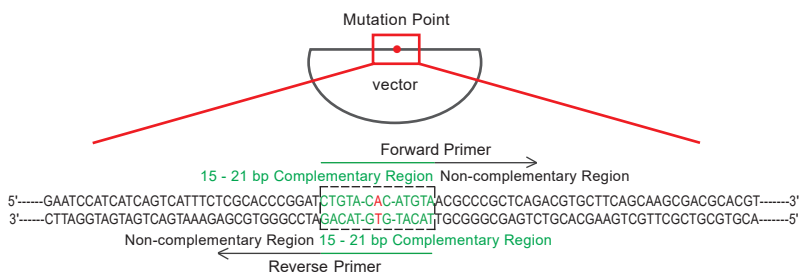 Mutation Point
vector
Forward Primer
15 - 21 bp Complementary Region Non-complementary Region
5'------GAATCCATCATCAGTCATTTCTCGCACCCGGATCTGTA-CAC-ATGTAACGCCCGCTCAGACGTGCTTCAGCAAGCGACGCACGT-----3'
3'------CTTAGGTAGTAGTCAGTAAAGAGCGTGGGCCTAGACAT-GTG-TACATTGCGGGCGAGTCTGCACGAAGTCGTTCGCTGCGTGCA------5'
Non-complementary Region 15 - 21 bp Complementary Region
Reverse Primer